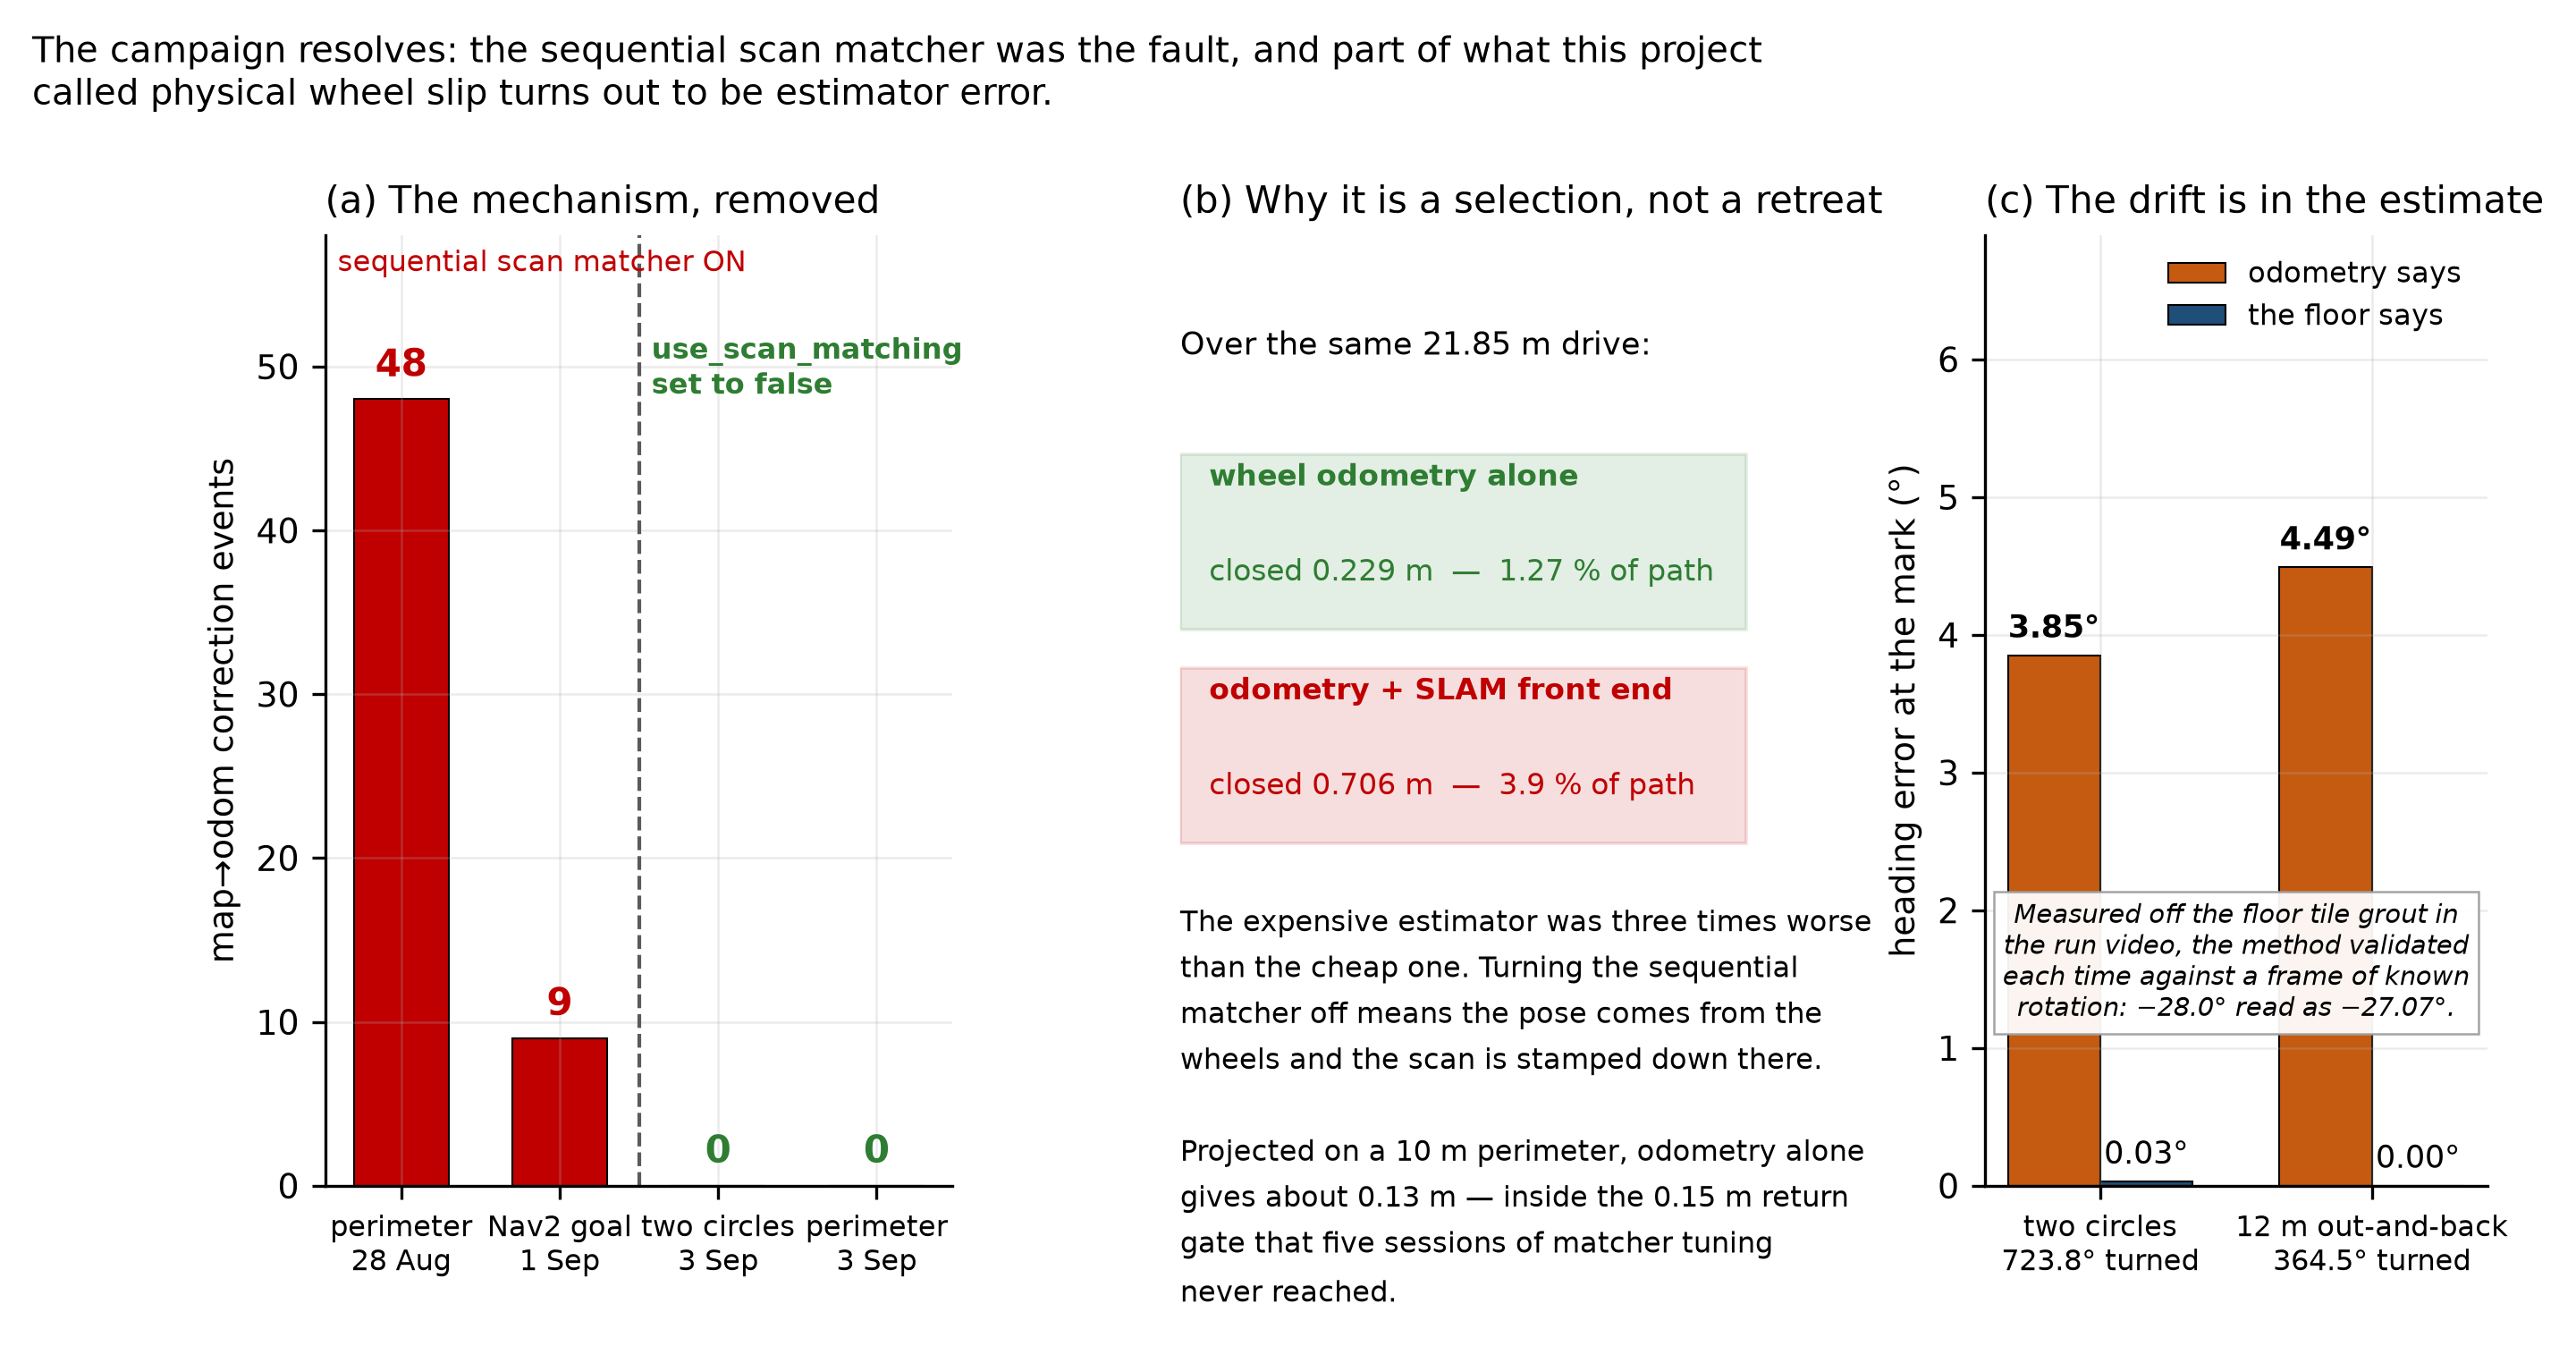 The campaign resolves: the sequential scan matcher was the fault, and part of what this project
called physical wheel slip turns out to be estimator error.
(a) The mechanism, removed
sequential scan matcher ON
use_scan_matching
set to false
map→odom correction events
50
40
30
20
10
0
48
9
0
0
perimeter
28 Aug
Nav2 goal
1 Sep
two circles
3 Sep
perimeter
3 Sep
(b) Why it is a selection, not a retreat
Over the same 21.85 m drive:
wheel odometry alone
closed 0.229 m — 1.27 % of path
odometry + SLAM front end
closed 0.706 m — 3.9 % of path
The expensive estimator was three times worse
than the cheap one. Turning the sequential
matcher off means the pose comes from the
wheels and the scan is stamped down there.
Projected on a 10 m perimeter, odometry alone
gives about 0.13 m — inside the 0.15 m return
gate that five sessions of matcher tuning
never reached.
(c) The drift is in the estimate
odometry says
the floor says
heading error at the mark (°)
6
5
4
3
2
1
0
3.85°
4.49°
0.03°
0.00°
Measured off the floor tile grout in
the run video, the method validated
each time against a frame of known
rotation: −28.0° read as −27.07°.
two circles
723.8° turned
12 m out-and-back
364.5° turned